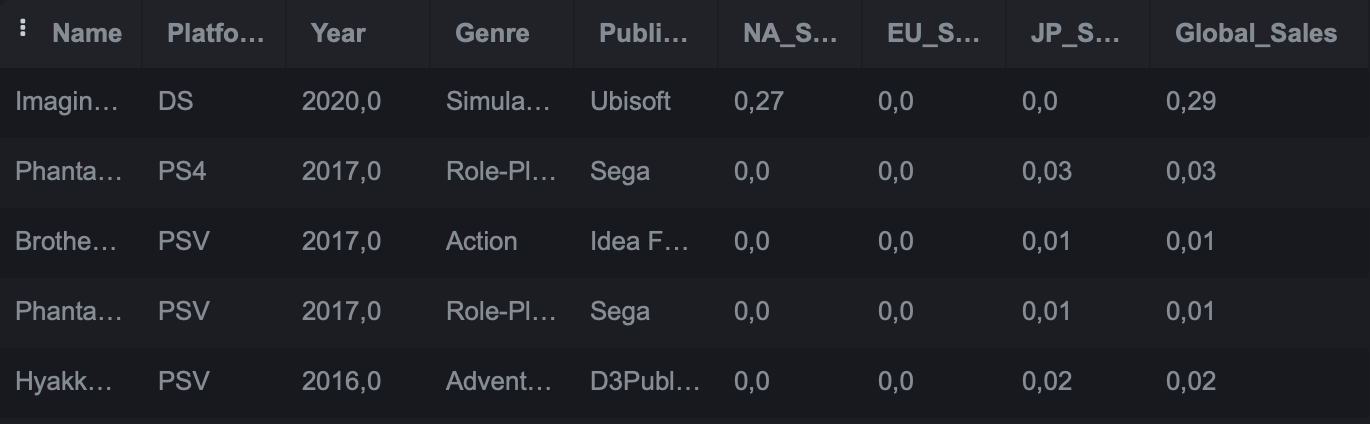 Name Platfo... Year Genre Publi... NA_S... EU_S... JP_S... Global_Sales
Imagin... DS 2020,0 Simula... Ubisoft 0,27 0,0 0,0 0,29
Phanta... PS4 2017,0 Role-Pl... Sega 0,0 0,0 0,03 0,03
Brothe... PSV 2017,0 Action Idea F... 0,0 0,0 0,01 0,01
Phanta... PSV 2017,0 Role-Pl... Sega 0,0 0,0 0,01 0,01
Hyakk... PSV 2016,0 Advent... D3Publ... 0,0 0,0 0,02 0,02